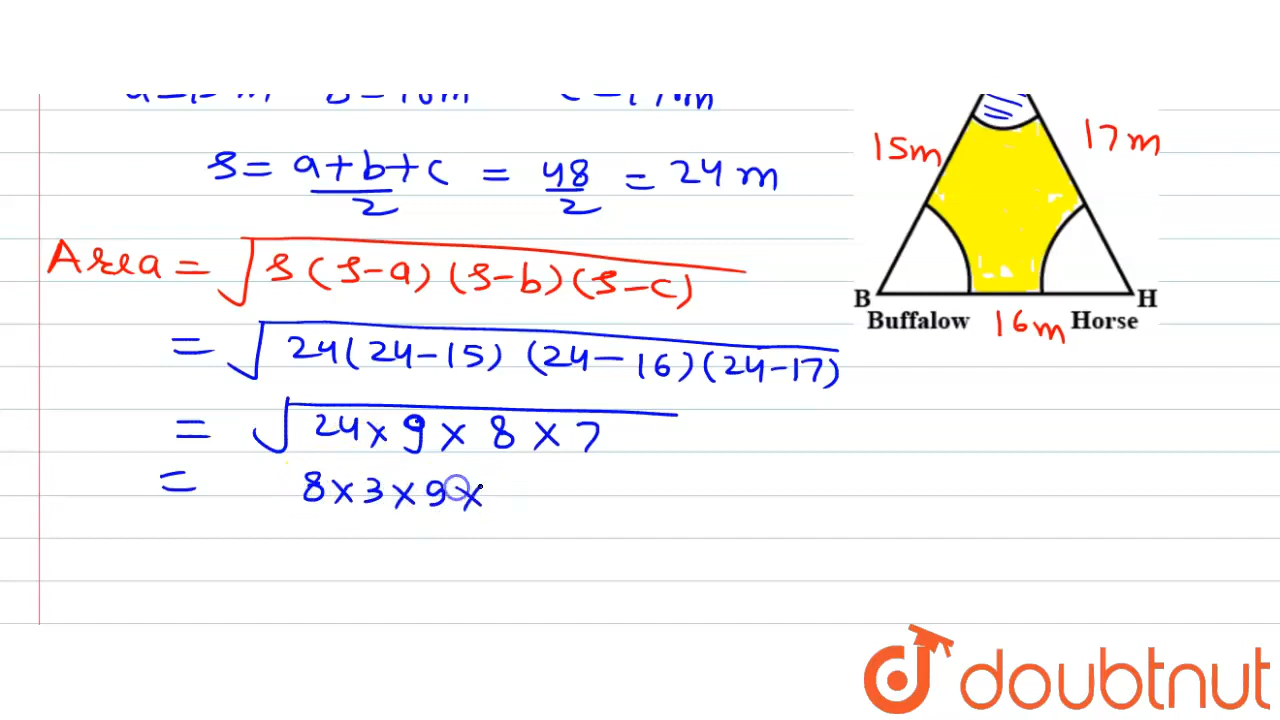 s = a+b+c/2 = 48/2 = 24 m
Area = √s(s-a)(s-b)(s-c)
= √24(24-15)(24-16)(24-17)
= √24×9×8×7
= 8×3×9×
15m
17m
B
H
Buffalow
16m
Horse
doubtnut